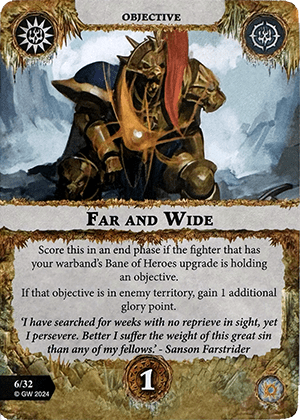 OBJECTIVE
FAR AND WIDE
Score this in an end phase if the fighter that has
your warband's Bane of Heroes upgrade is holding
an objective.
If that objective is in enemy territory, gain 1 additional
glory point.
'I have searched for weeks with no reprieve in sight, yet
I persevere. Better I suffer the weight of this great sin
than any of my fellows.' - Sanson Farstrider
6/32
© GW 2024
1